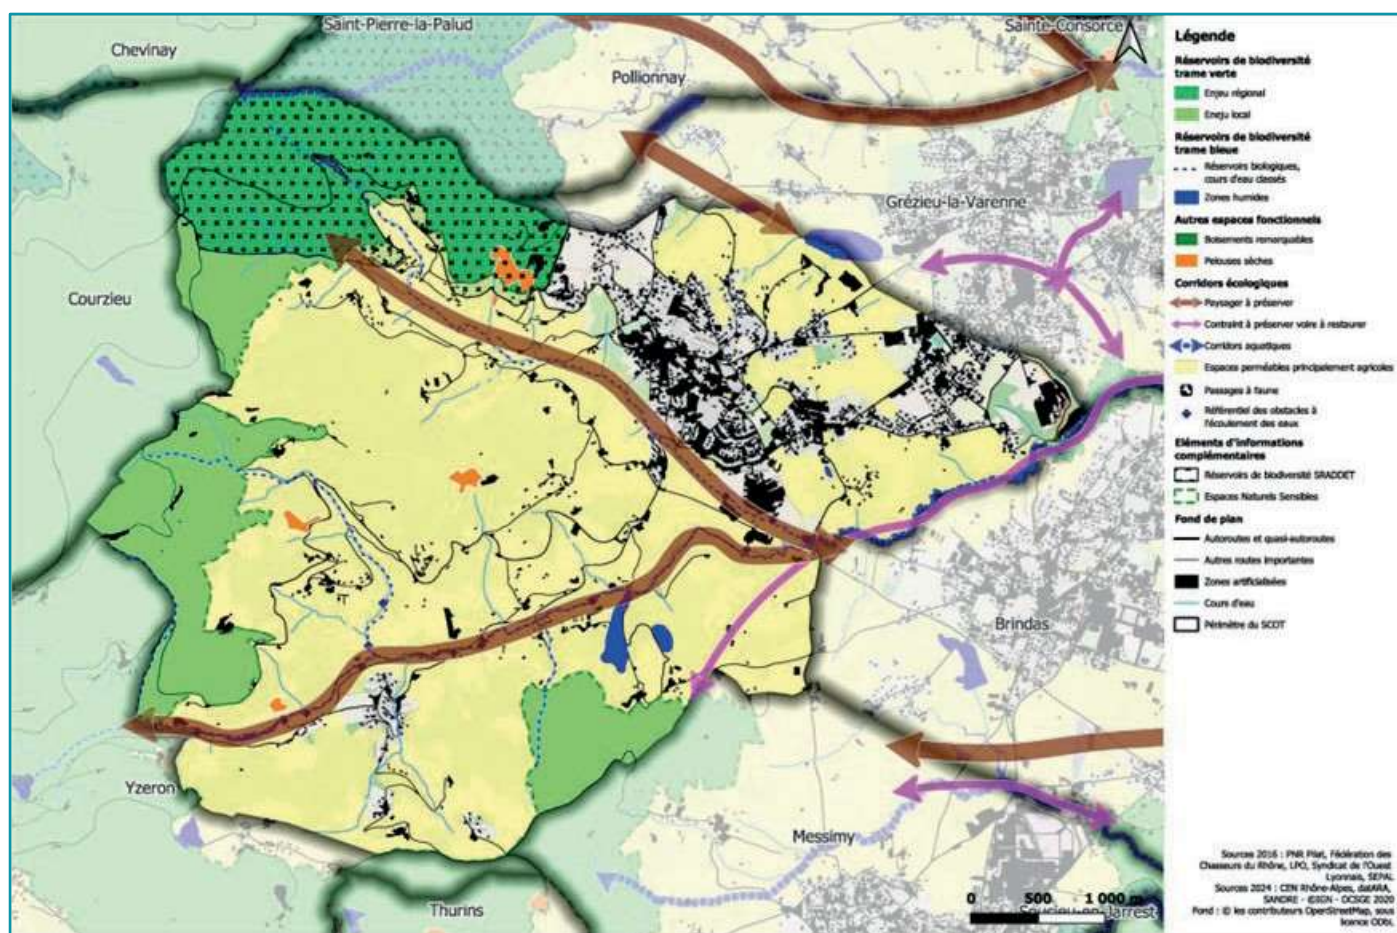 Saint-Pierre-la-Palud
Sainte-Consorce
Chevinay
Pollionnay
Grézieu-la-Varenne
Courzieu
Brindas
Yzeron
Messimy
Thurins
Soucieu-en-Jarrest
0 500 1 000 m
Légende
Réservoirs de biodiversité
trame verte
Enjeu régional
Eneju local
Réservoirs de biodiversité
trame bleue
Réservoirs biologiques,
cours d'eau classés
Zones humides
Autres espaces fonctionnels
Boisements remarquables
Pelouses sèches
Corridors écologiques
Paysager à préserver
Contraint à préserver voire à restaurer
Corridors aquatiques
Espaces perméables principalement agricoles
Passages à faune
Référentiel des obstacles à
l'écoulement des eaux
Eléments d'informations
complémentaires
Réservoirs de biodiversité SRADDET
Espaces Naturels Sensibles
Fond de plan
Autoroutes et quasi-autoroutes
Autres routes importantes
Zones artificialisées
Cours d'eau
Périmètre du SCOT
Sources 2016 : PNR Pilat, Fédération des
Chasseurs du Rhône, LPO, Syndicat de l'Ouest
Lyonnais, SEPAL
Sources 2024 : CEN Rhône-Alpes, datARA,
SANDRE - ©IGN - OCSGE 2020
Fond : © les contributeurs OpenStreetMap, sous
licence ODbL